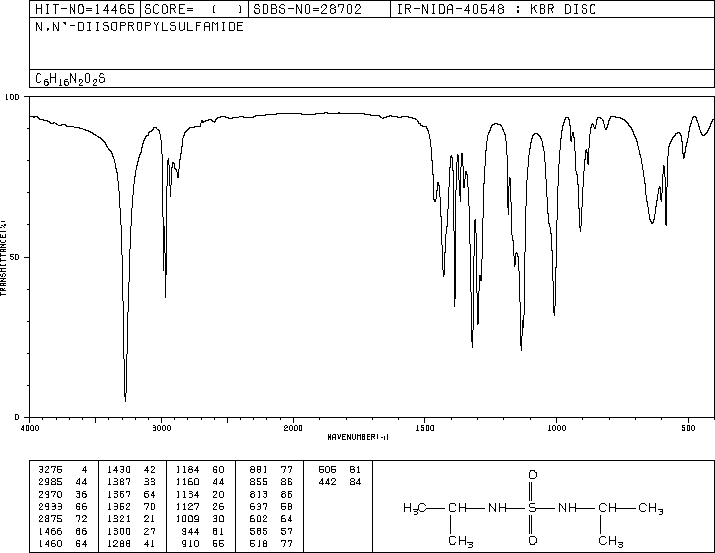 HIT-NO=14465 SCORE= ( ) SDBS-NO=28702 IR-NIDA-40548 : KBR DISC
N,N'-DIISOPROPYLSULFAMIDE
C6H16N2O2S
100
50
0
TRANSMITTANCE(%)
4000 3000 2000 1500 1000 500
WAVENUMBER(-1)
3275 4 1430 42 1184 60 881 77 506 81
2985 44 1387 33 1160 44 855 86 442 84
2970 36 1367 64 1134 20 813 86
2933 66 1352 70 1127 26 637 58
2875 72 1321 21 1009 30 602 64
1466 66 1300 27 944 81 585 57
1460 64 1288 41 910 55 518 77
O
H3C CH NH S NH CH CH3
CH3 O CH3